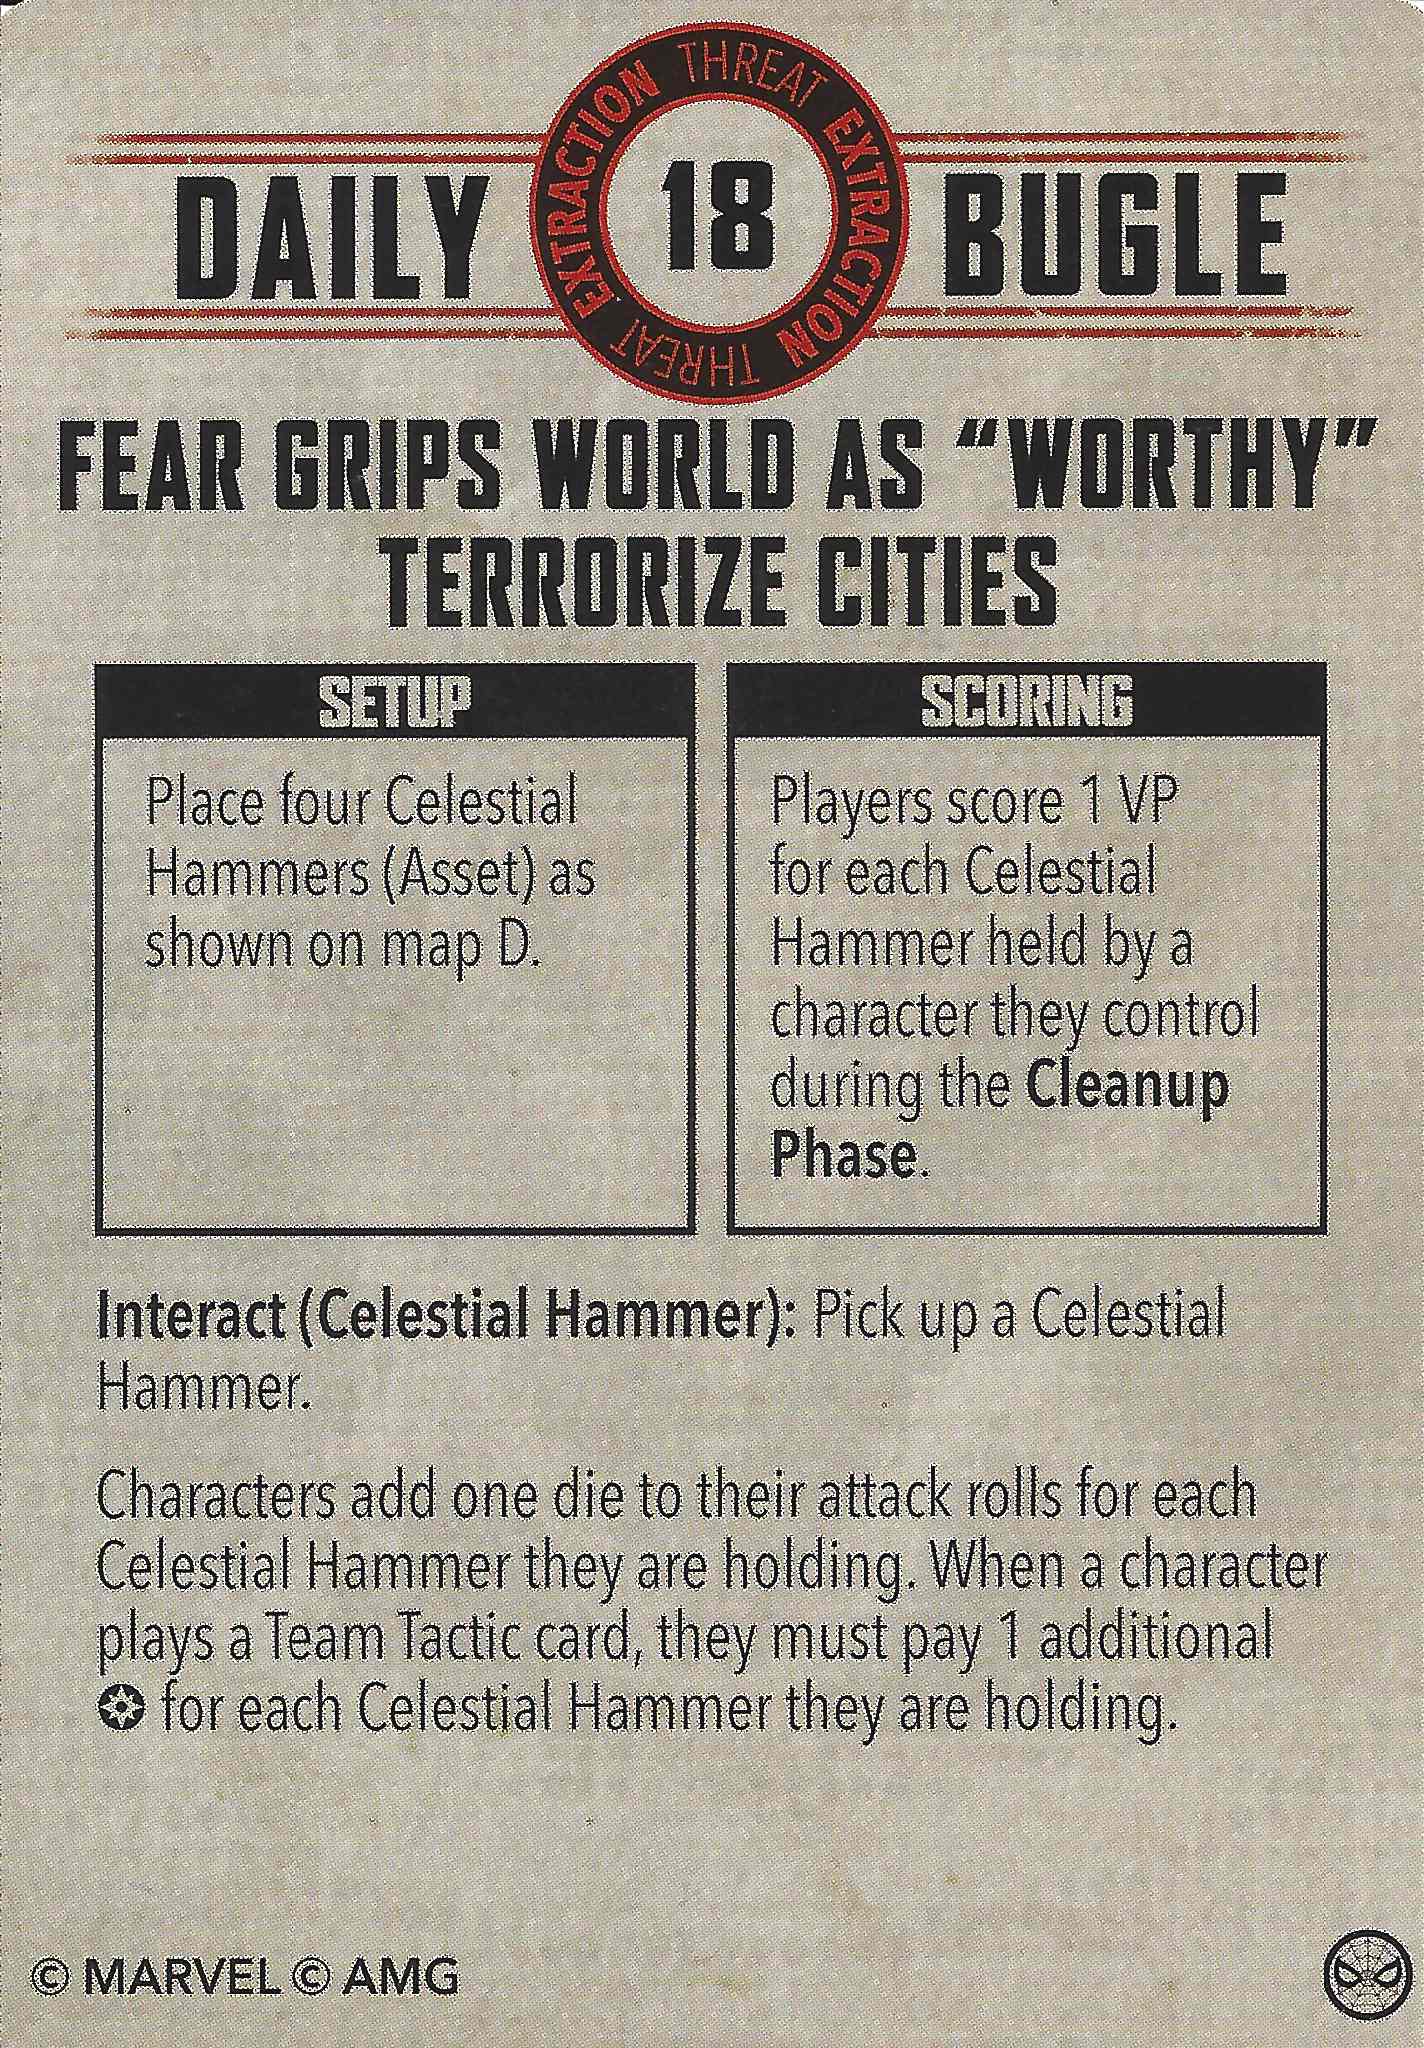 THREAT EXTRACTION THREAT EXTRACTION
DAILY 18 BUGLE
FEAR GRIPS WORLD AS “WORTHY”
TERRORIZE CITIES
SETUP
Place four Celestial
Hammers (Asset) as
shown on map D.
SCORING
Players score 1 VP
for each Celestial
Hammer held by a
character they control
during the Cleanup
Phase.
Interact (Celestial Hammer): Pick up a Celestial
Hammer.
Characters add one die to their attack rolls for each
Celestial Hammer they are holding. When a character
plays a Team Tactic card, they must pay 1 additional
for each Celestial Hammer they are holding.
© MARVEL © AMG